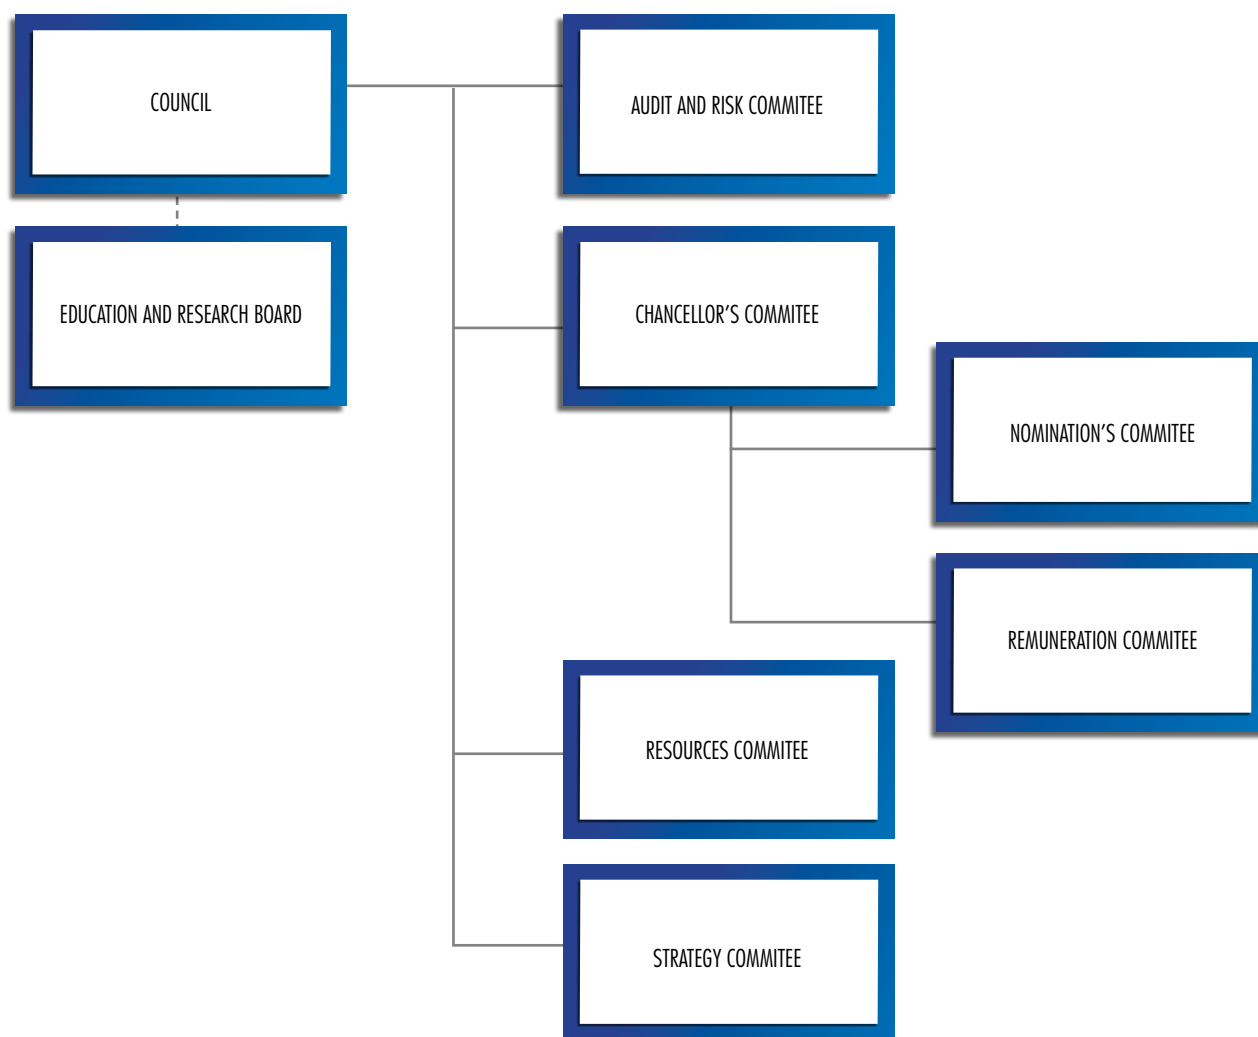 COUNCIL
AUDIT AND RISK COMMITEE
EDUCATION AND RESEARCH BOARD
CHANCELLOR'S COMMITEE
NOMINATION'S COMMITEE
REMUNERATION COMMITEE
RESOURCES COMMITEE
STRATEGY COMMITEE